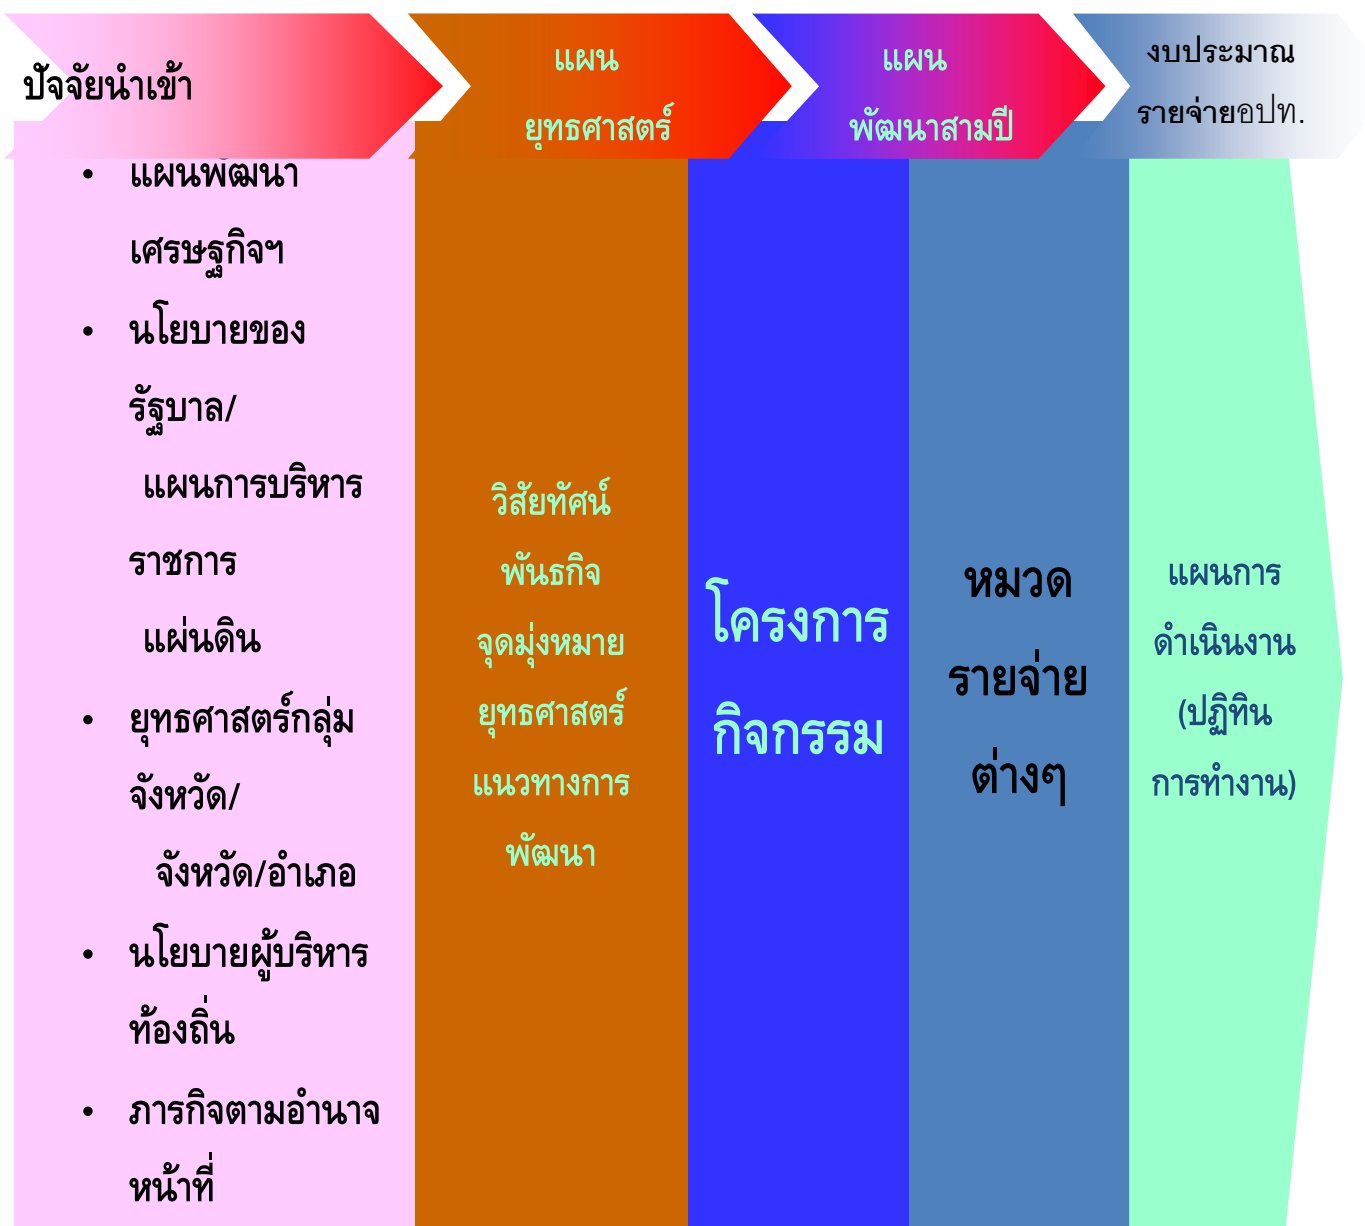 ปัจจัยนำเข้า
แผน
ยุทธศาสตร์
แผน
พัฒนาสามปี
งบประมาณ
รายจ่ายอปท.
• แผนพัฒนา
เศรษฐกิจฯ
• นโยบายของ
รัฐบาล/
แผนการบริหาร
ราชการ
แผ่นดิน
• ยุทธศาสตร์กลุ่ม
จังหวัด/
จังหวัด/อำเภอ
• นโยบายผู้บริหาร
ท้องถิ่น
• ภารกิจตามอำนาจ
หน้าที่
วิสัยทัศน์
พันธกิจ
จุดมุ่งหมาย
ยุทธศาสตร์
แนวทางการ
พัฒนา
โครงการ
กิจกรรม
หมวด
รายจ่าย
ต่างๆ
แผนการ
ดำเนินงาน
(ปฏิทิน
การทำงาน)